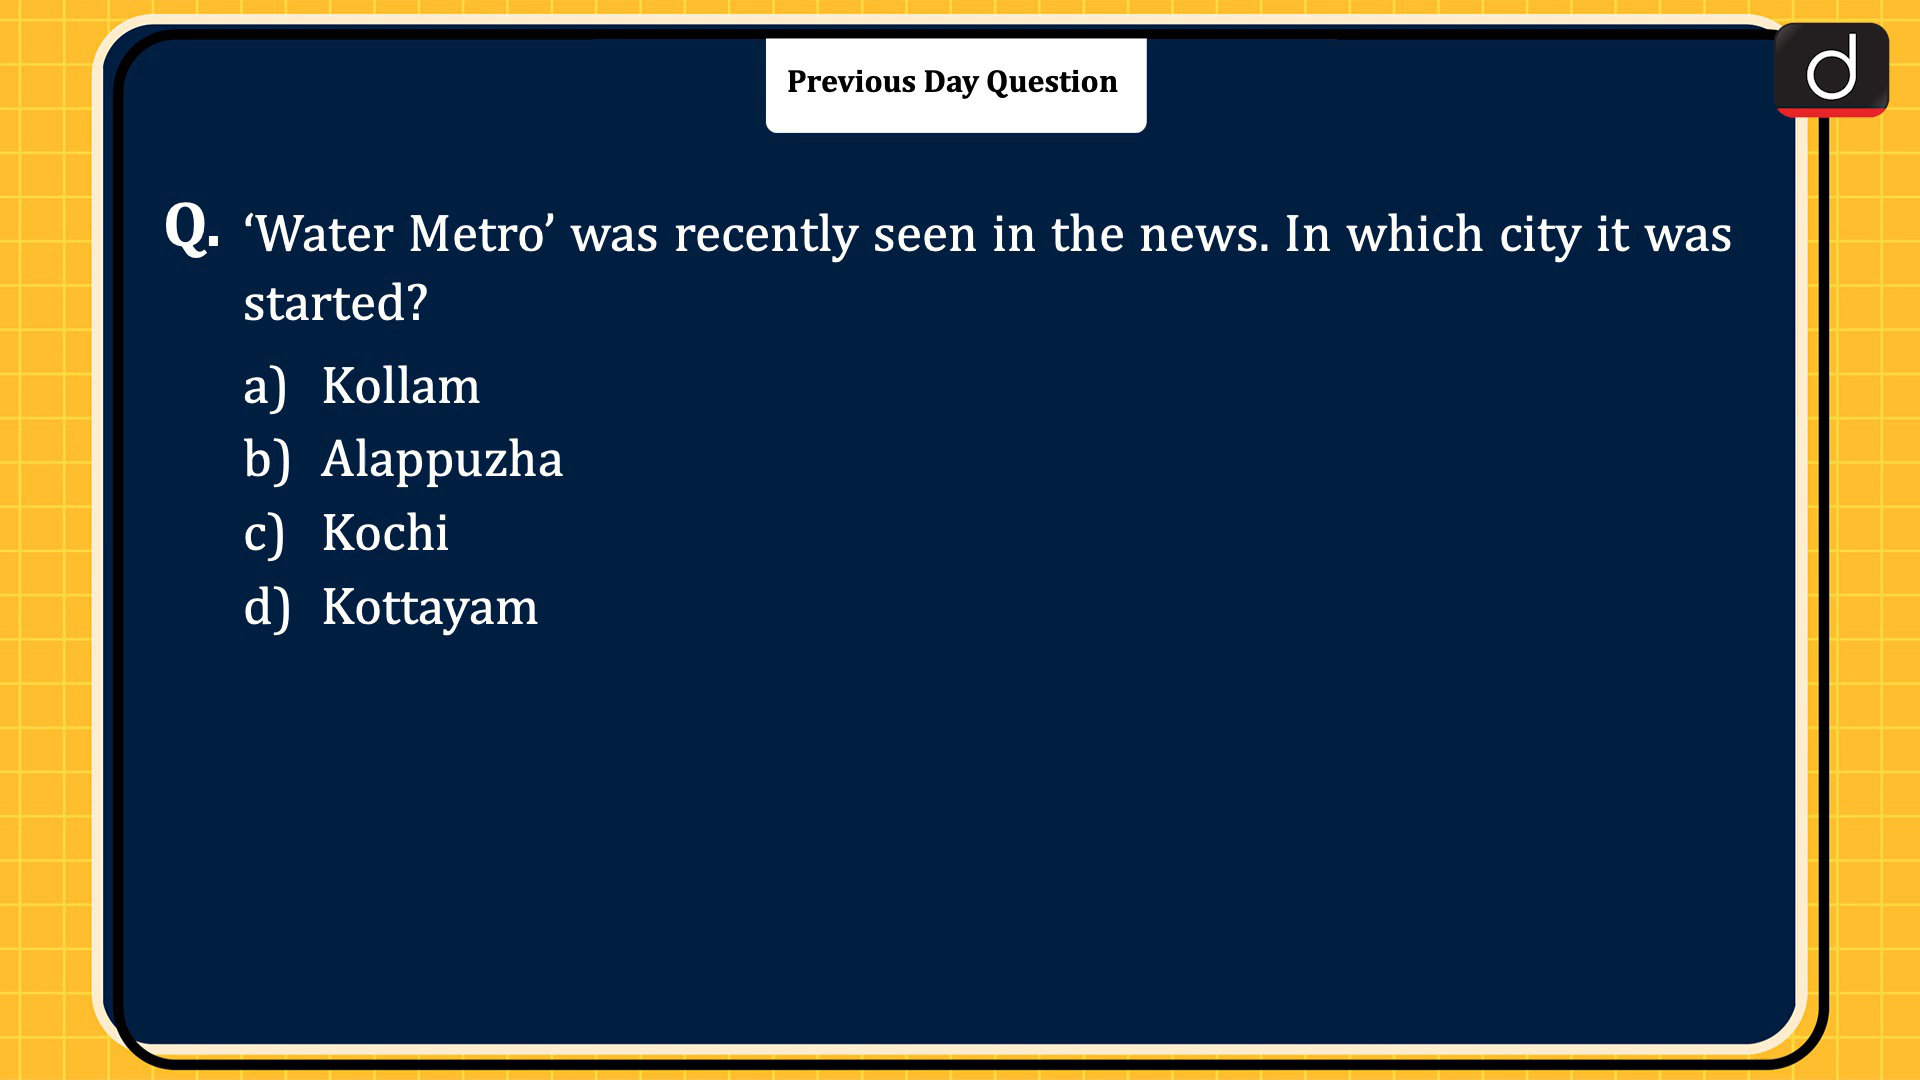 Previous Day Question
Q. ‘Water Metro’ was recently seen in the news. In which city it was
started?
a) Kollam
b) Alappuzha
c) Kochi
d) Kottayam